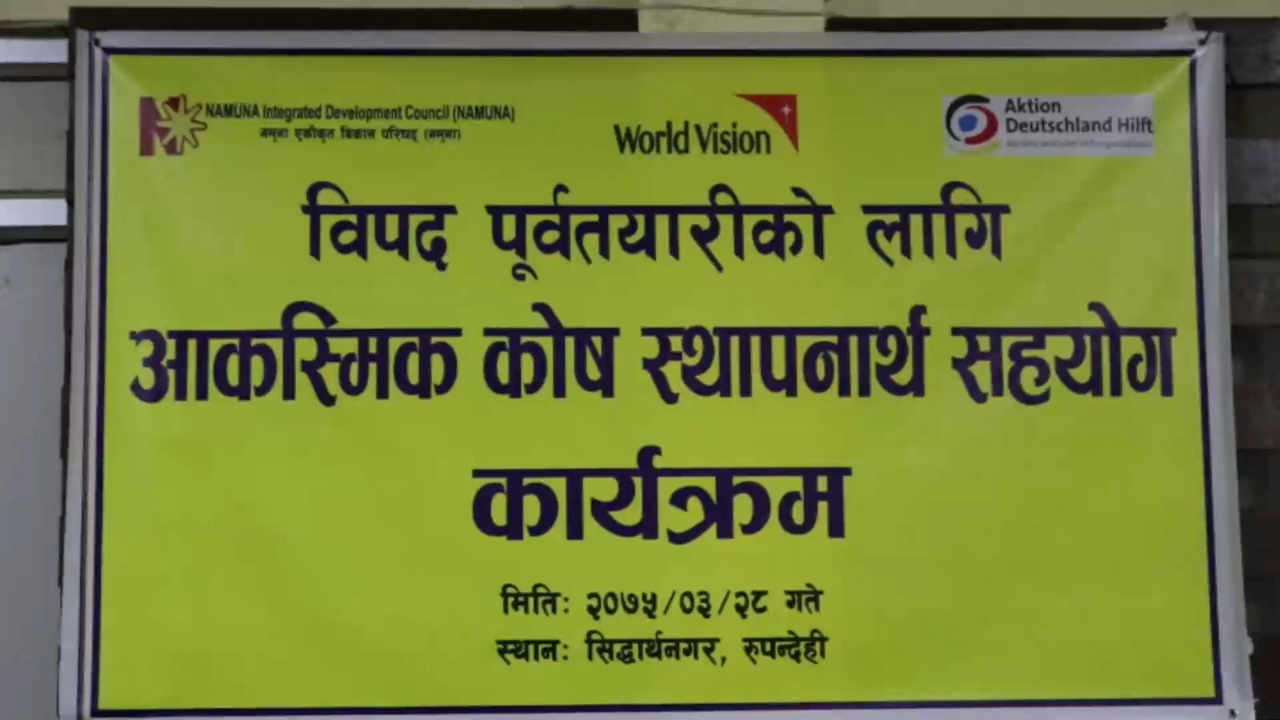 NAMUNA Integrated Development Council (NAMUNA)
नमूना एकीकृत विकास परिषद् (नमूना)
World Vision
Aktion
Deutschland Hilft
विपद पूर्वतयारीको लागि
आकस्मिक कोष स्थापनार्थ सहयोग
कार्यक्रम
मितिः २०७५/०३/२८ गते
स्थानः सिद्धार्थनगर, रुपन्देही